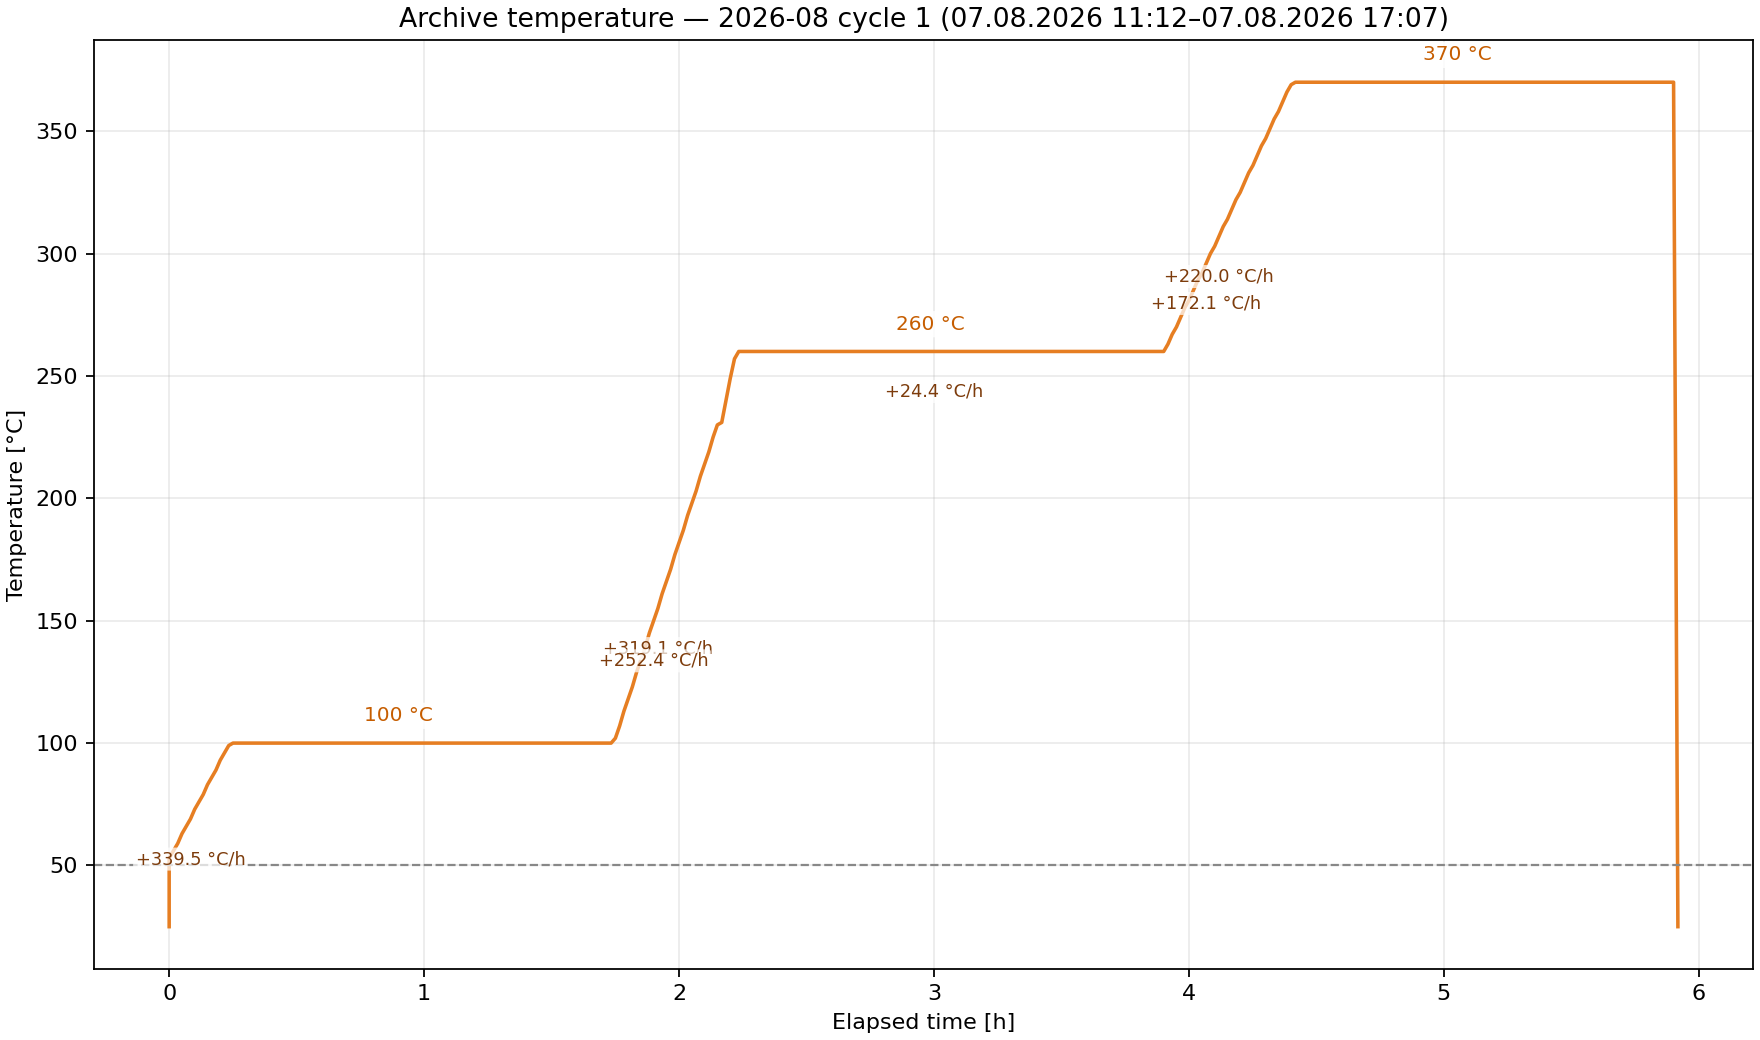 Archive temperature — 2026-08 cycle 1 (07.08.2026 11:12–07.08.2026 17:07)
370 °C
350
300
+220.0 °C/h
+172.1 °C/h
260 °C
250
+24.4 °C/h
200
150
+319.1 °C/h
+252.4 °C/h
100 °C
100
+339.5 °C/h
50
Temperature [°C]
0 1 2 3 4 5 6
Elapsed time [h]